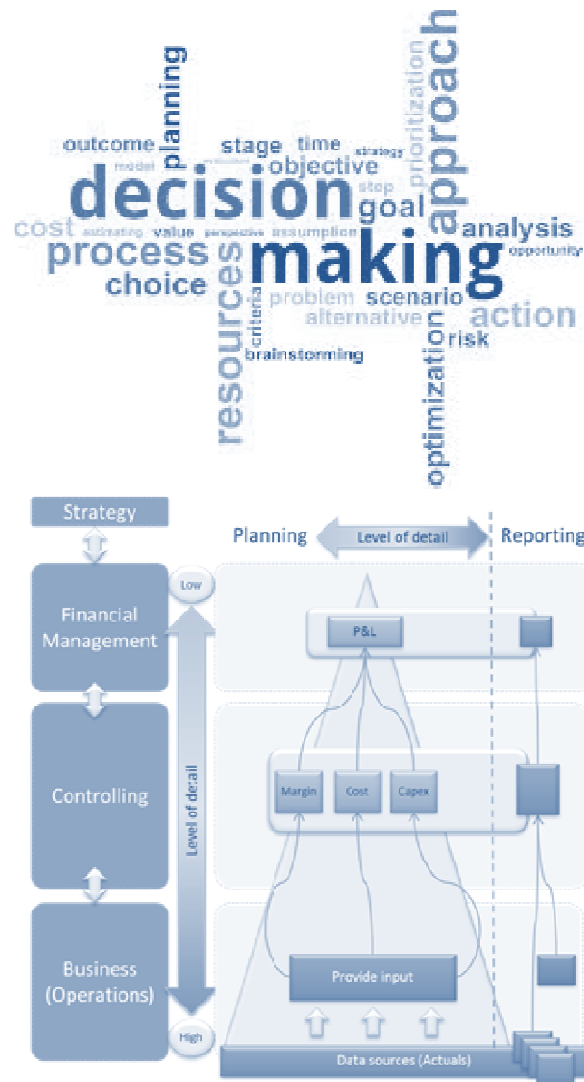 approach
prioritization
planning
outcome
stage
time
strategy
model
objective
decision
stop
goal
cost
estimating
value
perspective
assumption
analysis
process
making
opportunity
choice
resources
criteria
problem
scenario
alternative
action
optimization
risk
brainstorming
Strategy
Planning
Level of detail
Reporting
Financial
Management
Low
P&L
Controlling
Level of detail
Margin
Cost
Capex
Business
(Operations)
Provide input
High
Data sources (Actuals)